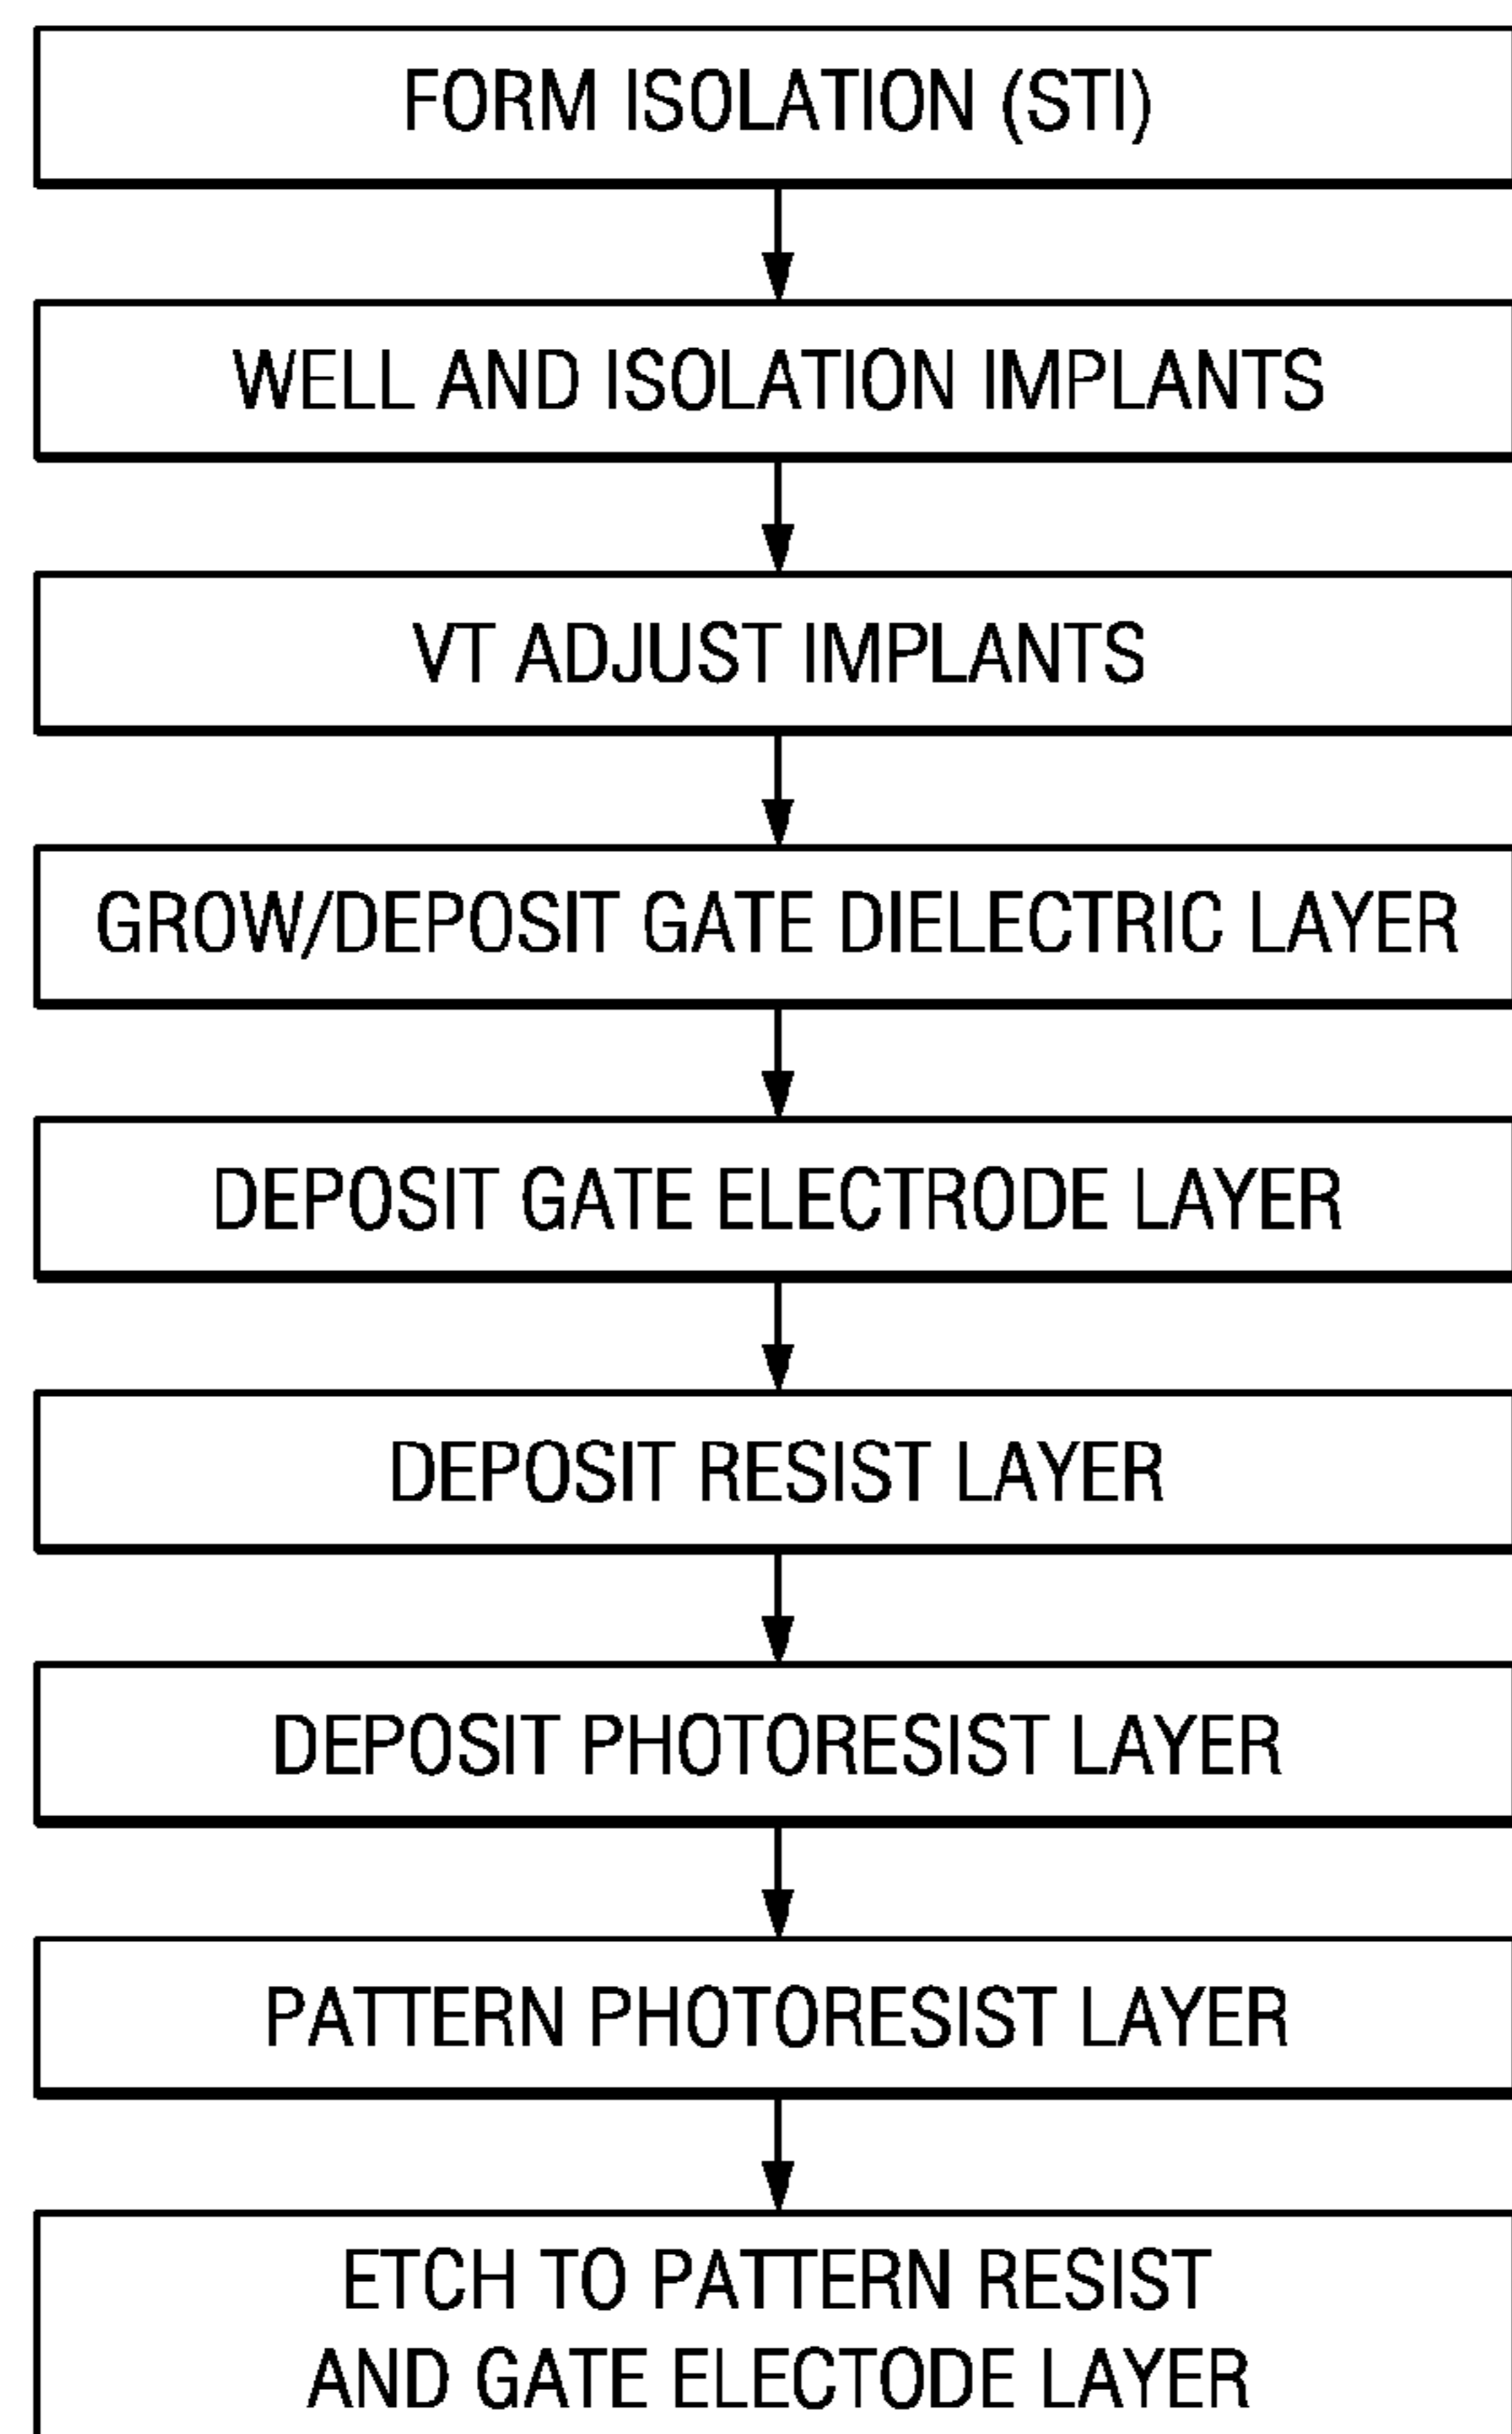 FORM ISOLATION (STI)
WELL AND ISOLATION IMPLANTS
VT ADJUST IMPLANTS
GROW/DEPOSIT GATE DIELECTRIC LAYER
DEPOSIT GATE ELECTRODE LAYER
DEPOSIT RESIST LAYER
DEPOSIT PHOTORESIST LAYER
PATTERN PHOTORESIST LAYER
ETCH TO PATTERN RESIST
AND GATE ELECTODE LAYER